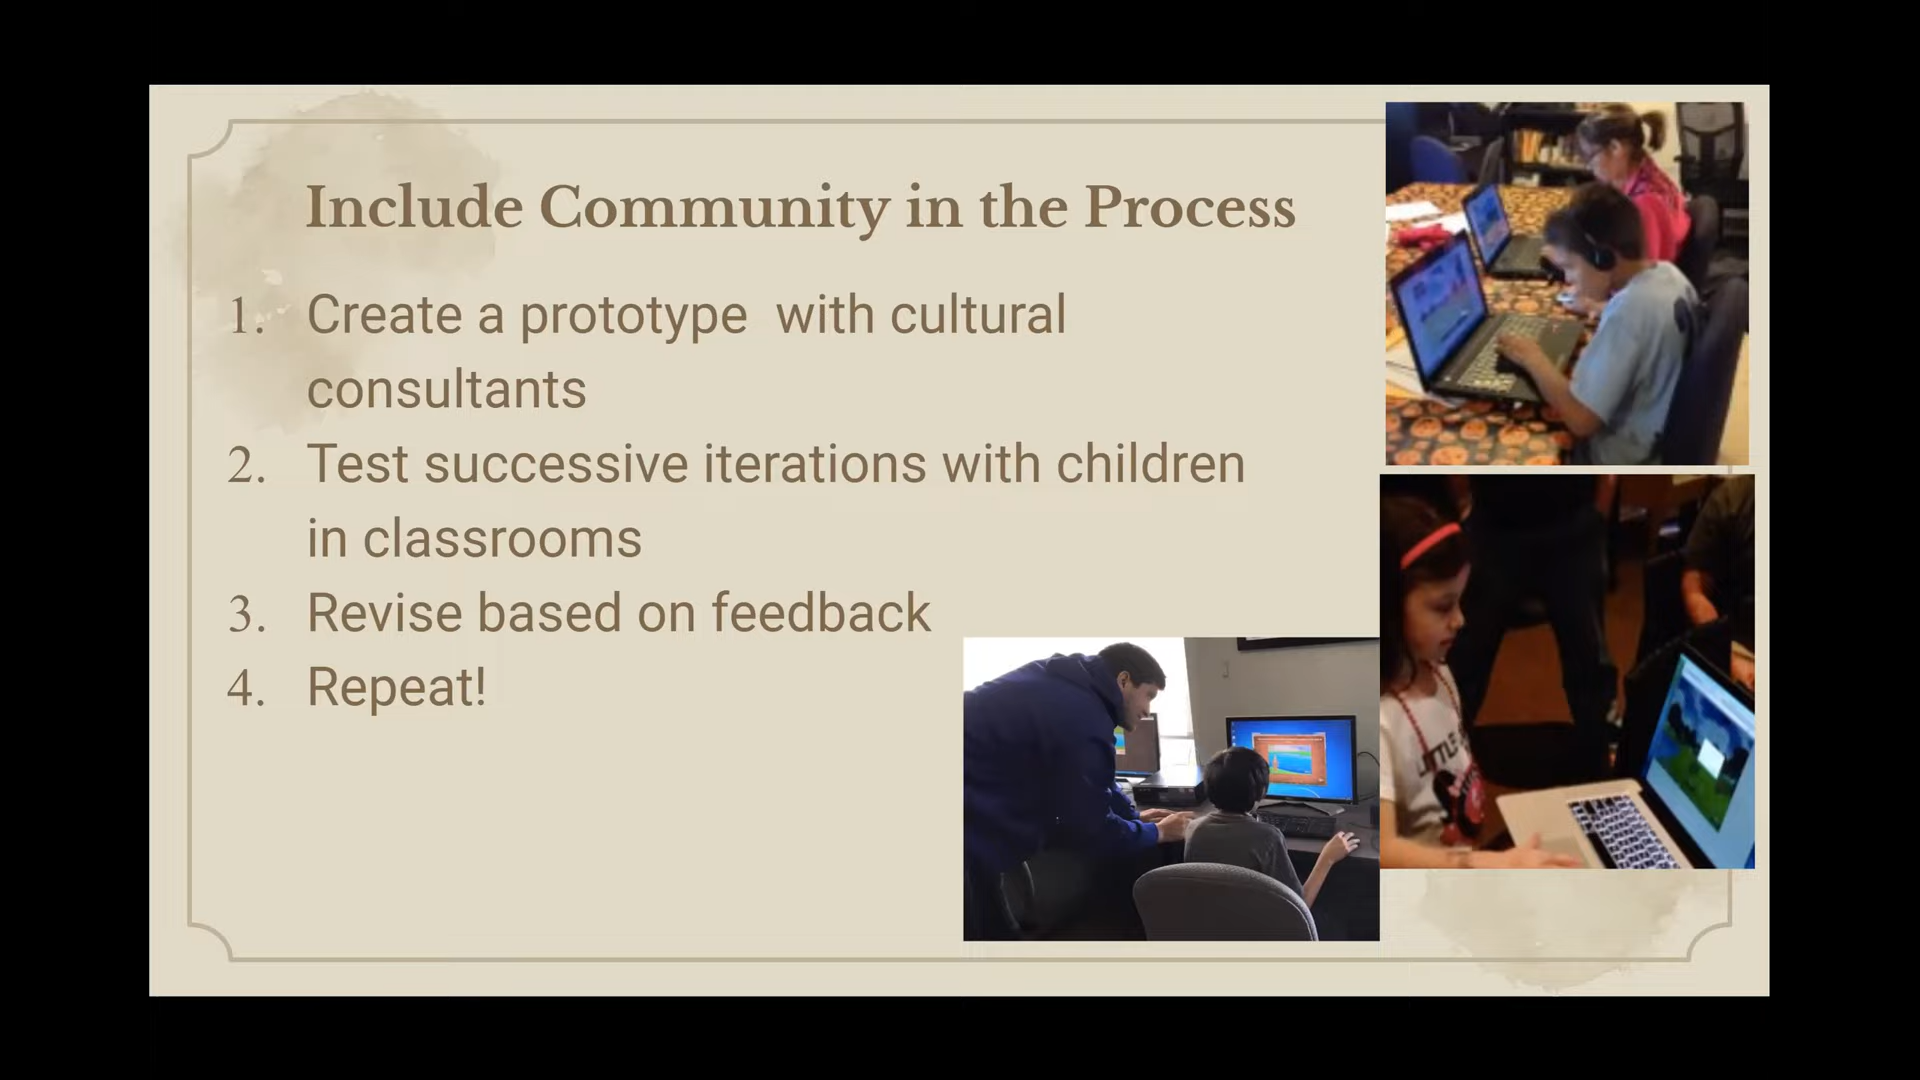 Include Community in the Process
1. Create a prototype with cultural
consultants
2. Test successive iterations with children
in classrooms
3. Revise based on feedback
4. Repeat!
LITTLE